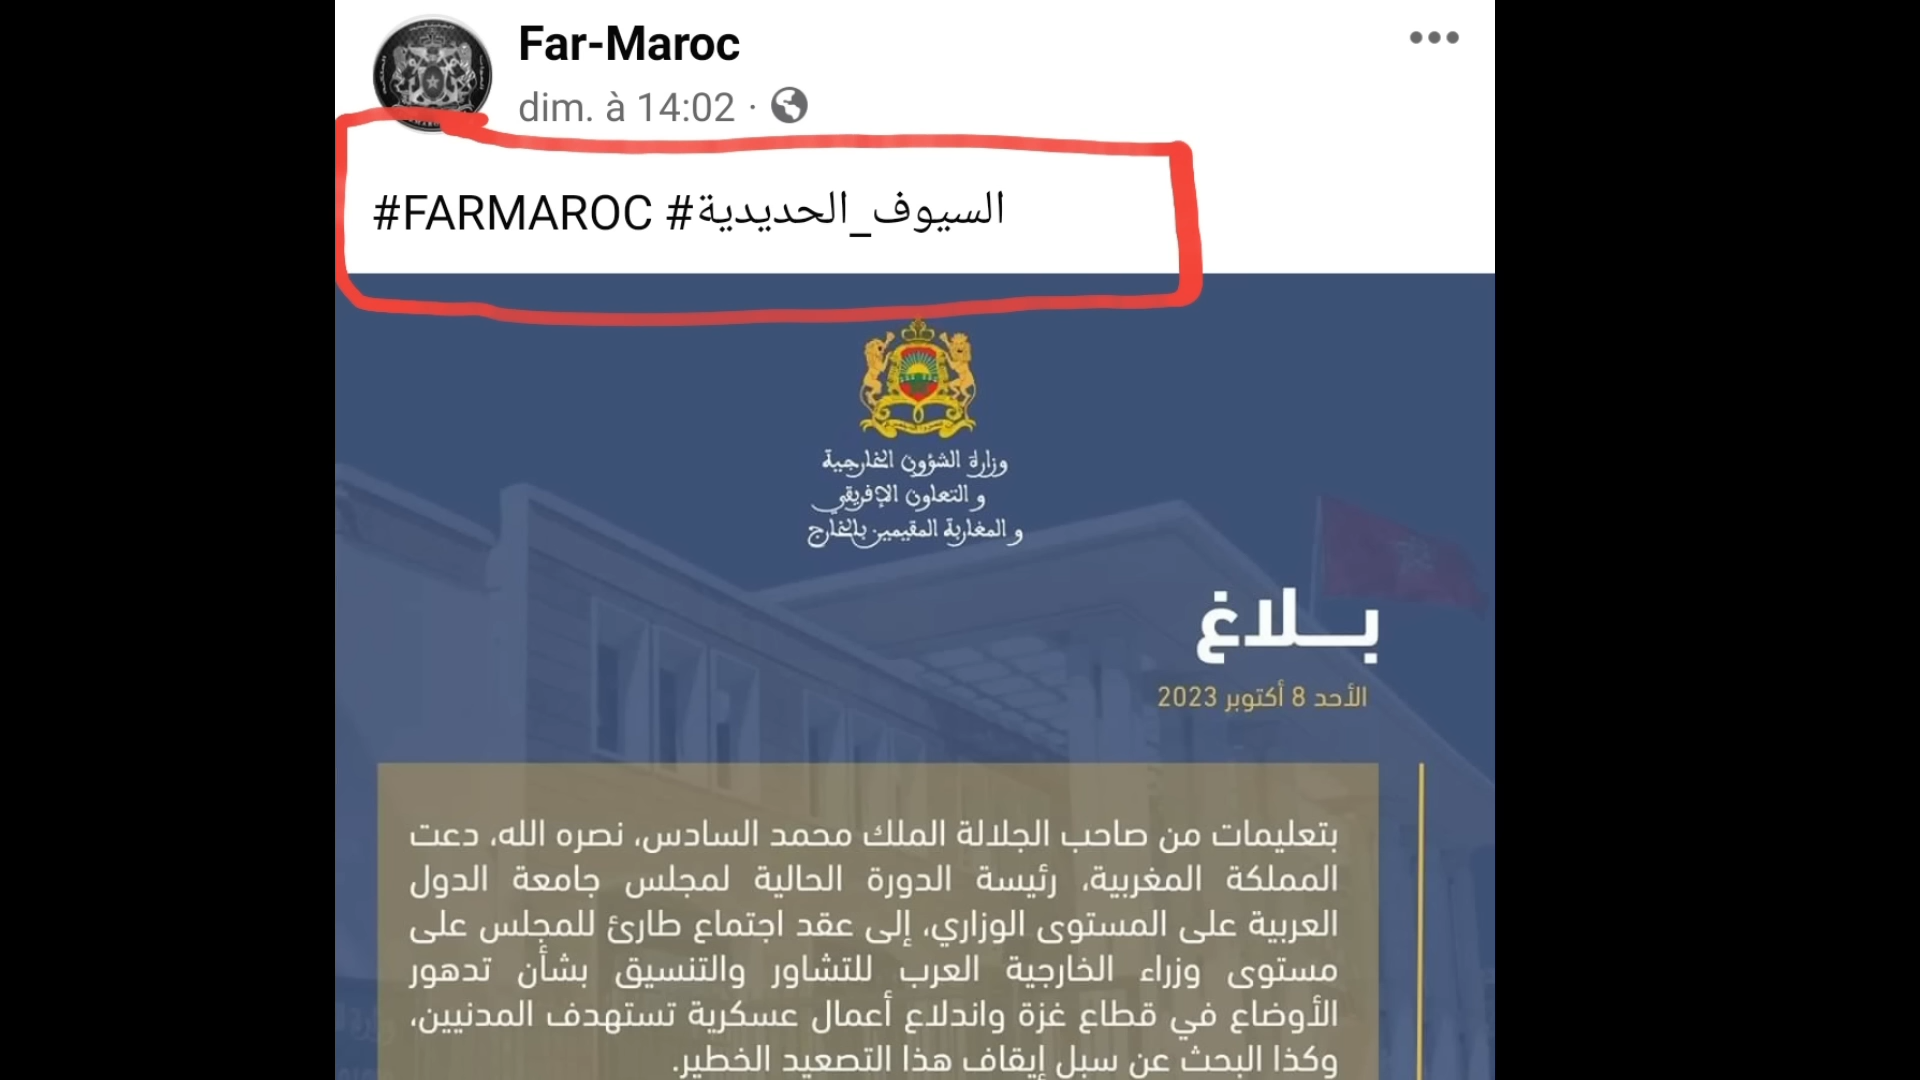 Far-Maroc
dim. à 14:02 ·
#FARMAROC #السيوف_الحديدية
وزارة الشؤون الخارجية
و التعاون الإفريقي
و المغاربة المقيمين بالخارج
بــلاغ
الأحد 8 أكتوبر 2023
بتعليمات من صاحب الجلالة الملك محمد السادس، نصره الله، دعت
المملكة المغربية، رئيسة الدورة الحالية لمجلس جامعة الدول
العربية على المستوى الوزاري، إلى عقد اجتماع طارئ للمجلس على
مستوى وزراء الخارجية العرب للتشاور والتنسيق بشأن تدهور
الأوضاع في قطاع غزة واندلاع أعمال عسكرية تستهدف المدنيين،
وكذا البحث عن سبل إيقاف هذا التصعيد الخطير.